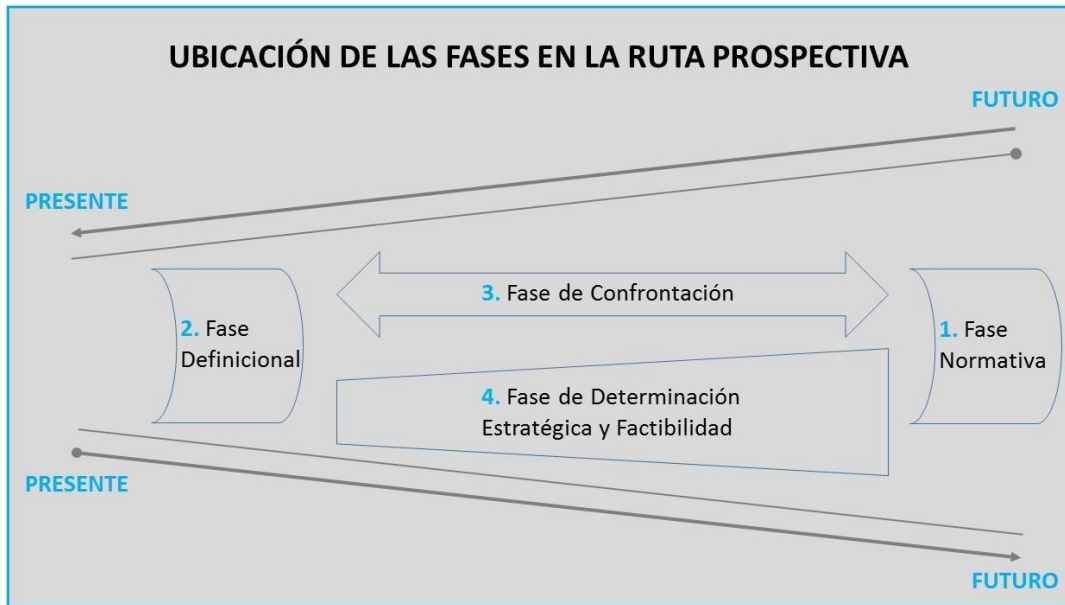 UBICACIÓN DE LAS FASES EN LA RUTA PROSPECTIVA
FUTURO
PRESENTE
3. Fase de Confrontación
2. Fase
Definicional
1. Fase
Normativa
4. Fase de Determinación
Estratégica y Factibilidad
PRESENTE
FUTURO